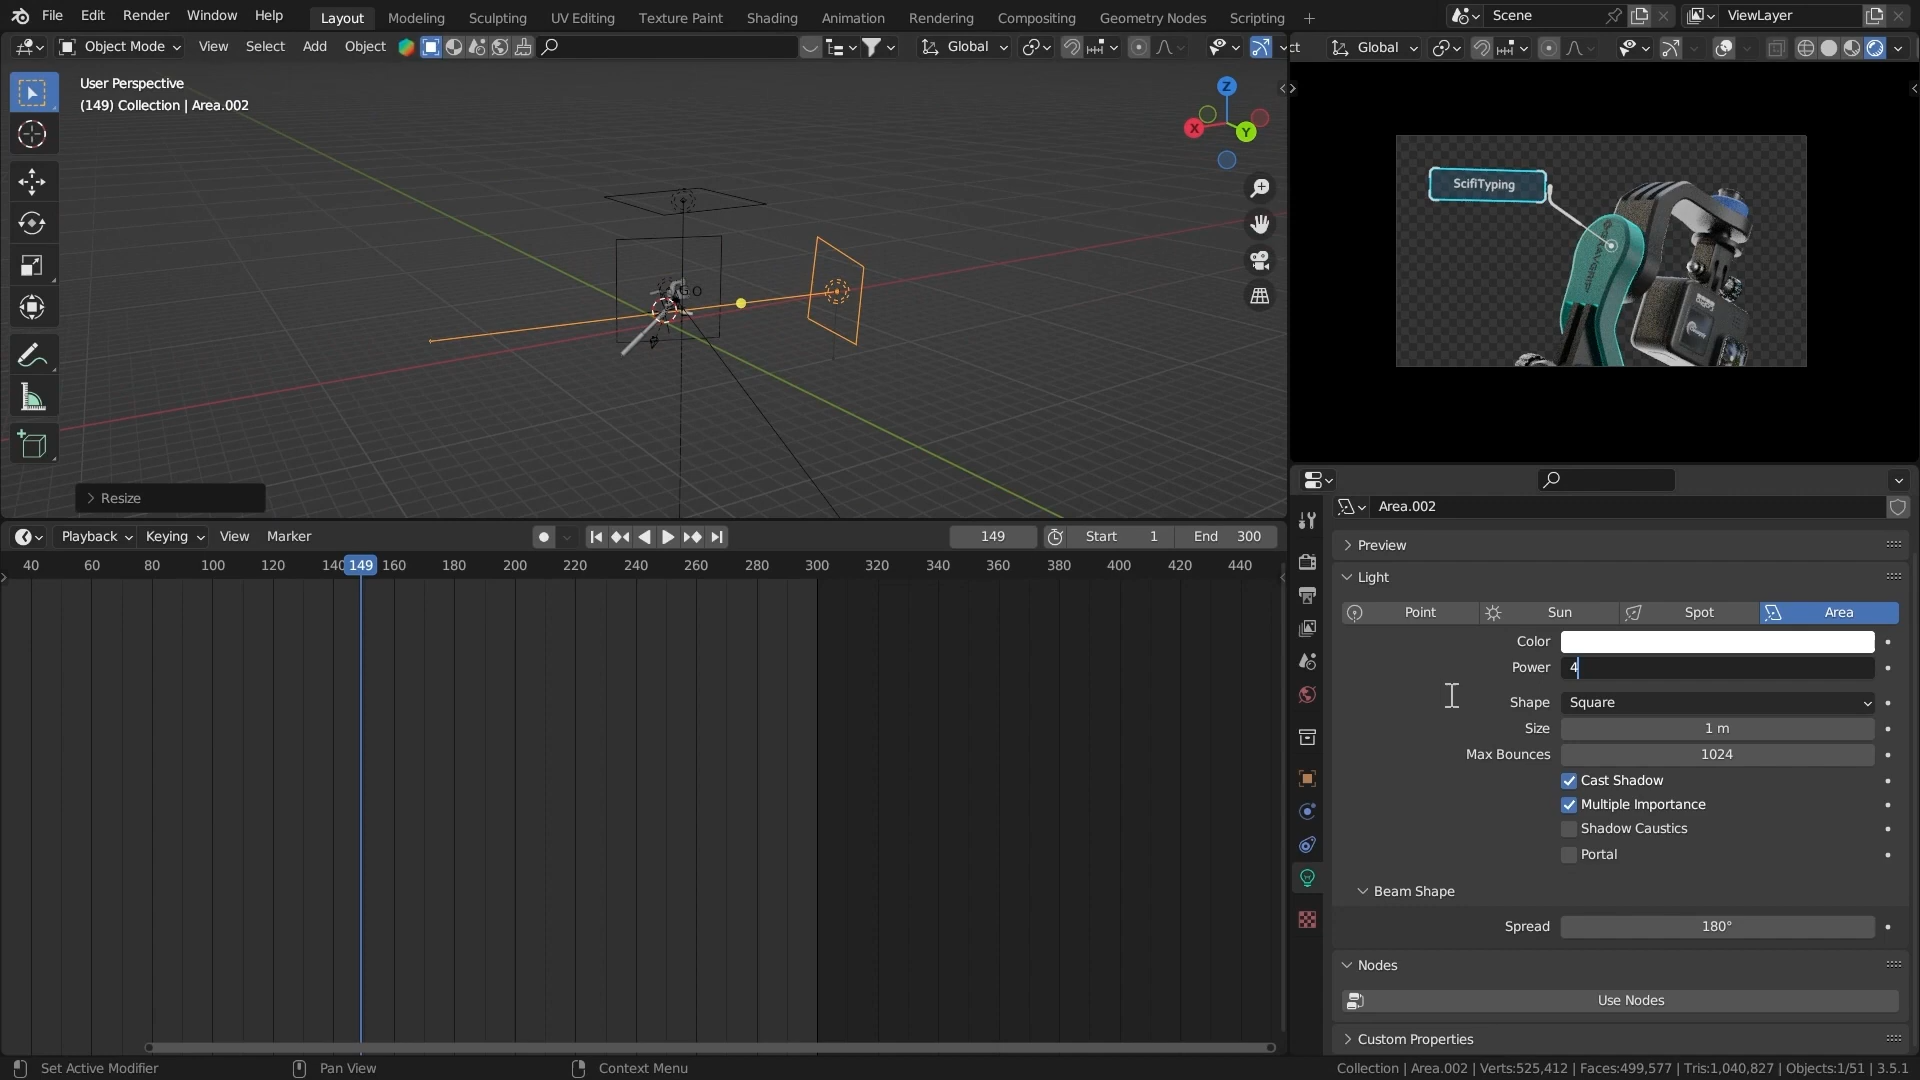 File Edit Render Window Help Layout Modeling Sculpting UV Editing Texture Paint Shading Animation Rendering Compositing Geometry Nodes Scripting Scene ViewLayer
Object Mode View Select Add Object Global ct Global
User Perspective
(149) Collection | Area.002
Z
X
Y
ScifiTyping
Resize
Playback Keying View Marker 149 Start 1 End 300
40 60 80 100 120 140 149 160 180 200 220 240 260 280 300 320 340 360 380 400 420 440
Area.002
Preview
Light
Point Sun Spot Area
Color
Power 4
Shape Square
Size 1 m
Max Bounces 1024
Cast Shadow
Multiple Importance
Shadow Caustics
Portal
Beam Shape
Spread 180°
Nodes
Use Nodes
Custom Properties
Set Active Modifier Pan View Context Menu Collection | Area.002 | Verts:525,412 | Faces:499,577 | Tris:1,040,827 | Objects:1/51 | 3.5.1